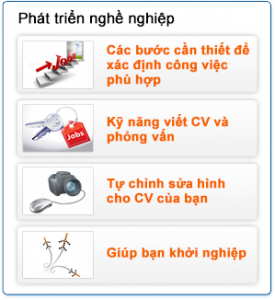 Phát triển nghề nghiệp
Job
Các bước cần thiết để
xác định công việc
phù hợp
Jobs
Kỹ năng viết CV và
phỏng vấn
Tự chỉnh sửa hình
cho CV của bạn
Giúp bạn khởi nghiệp